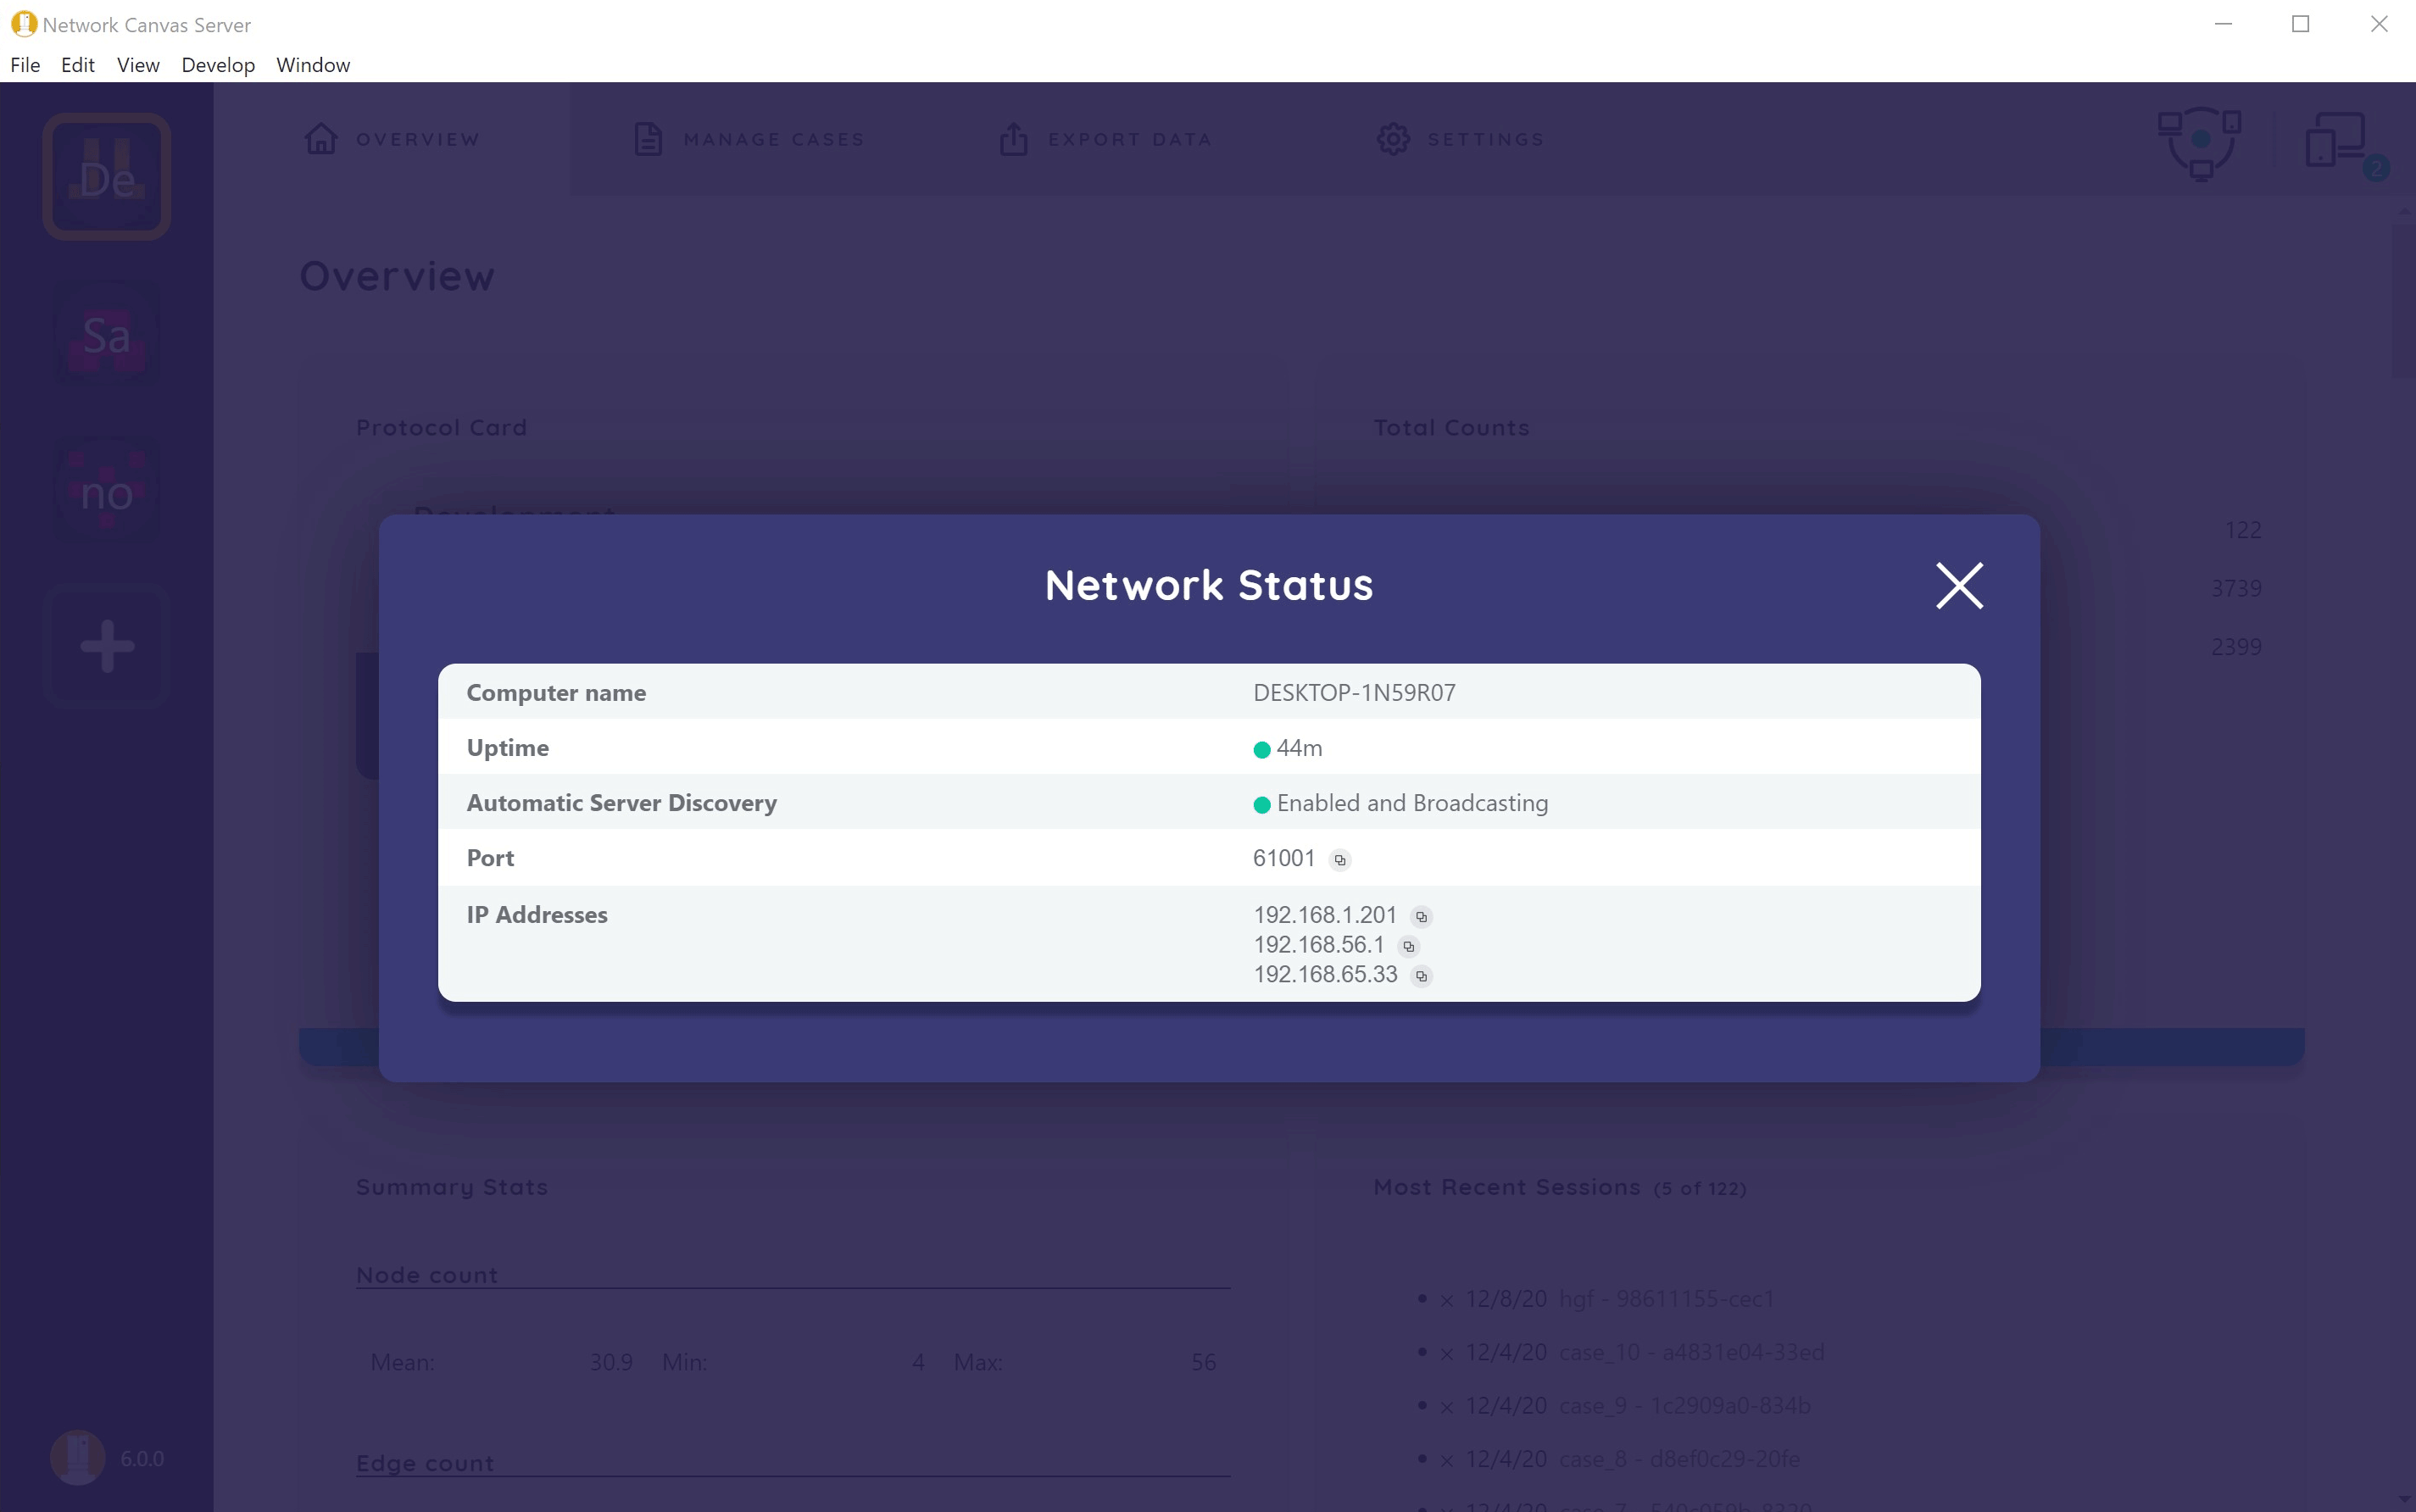 Network Canvas Server
File Edit View Develop Window
De
OVERVIEW MANAGE CASES EXPORT DATA SETTINGS
2
Overview
Sa
no
Protocol Card
Total Counts
Development
122
3739
2399
Network Status
Computer name DESKTOP-1N59R07
Uptime 44m
Automatic Server Discovery Enabled and Broadcasting
Port 61001
IP Addresses 192.168.1.201
192.168.56.1
192.168.65.33
Summary Stats
Node count
Mean: 30.9 Min: 4 Max: 56
Edge count
Most Recent Sessions (5 of 122)
× 12/8/20 hgf - 98611155-cec1
× 12/4/20 case_10 - a4831e04-33ed
× 12/4/20 case_9 - 1c2909a0-834b
× 12/4/20 case_8 - d8ef0c29-20fe
× 12/4/20 case_7 -
6.0.0